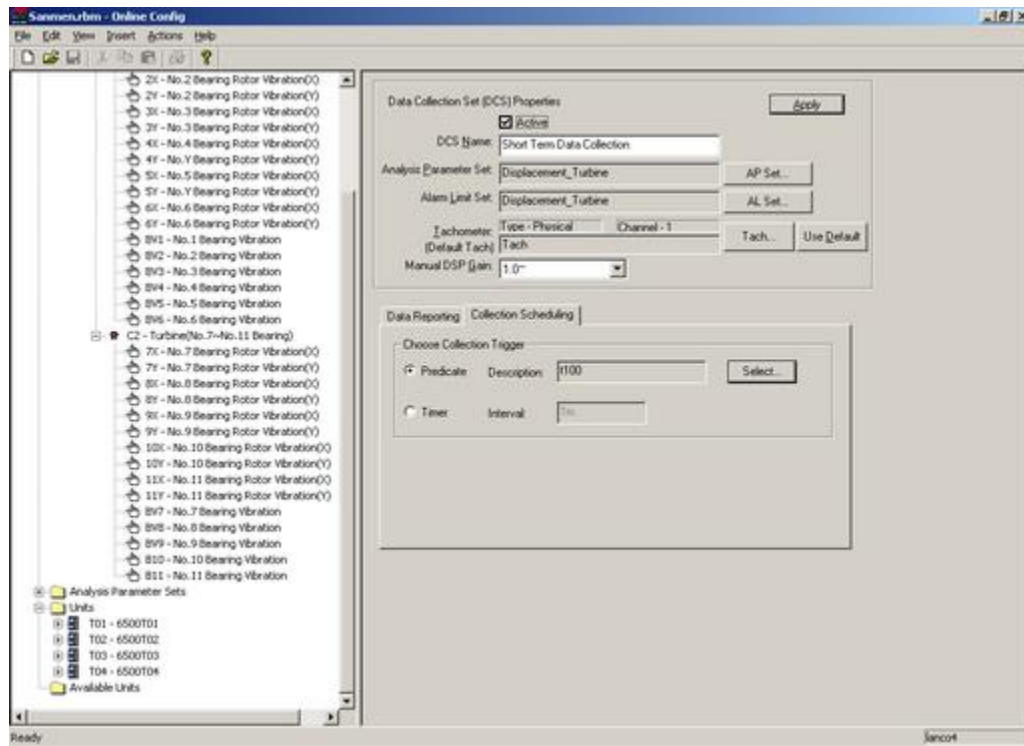 Sanmen.rbm - Online Config
File Edit View Insert Actions Help
2X - No.2 Bearing Rotor Vibration(X)
2Y - No.2 Bearing Rotor Vibration(Y)
3X - No.3 Bearing Rotor Vibration(X)
3Y - No.3 Bearing Rotor Vibration(Y)
4X - No.4 Bearing Rotor Vibration(X)
4Y - No.Y Bearing Rotor Vibration(Y)
5X - No.5 Bearing Rotor Vibration(X)
5Y - No.Y Bearing Rotor Vibration(Y)
6X - No.6 Bearing Rotor Vibration(X)
6Y - No.6 Bearing Rotor Vibration(Y)
BV1 - No.1 Bearing Vibration
BV2 - No.2 Bearing Vibration
BV3 - No.3 Bearing Vibration
BV4 - No.4 Bearing Vibration
BV5 - No.5 Bearing Vibration
BV6 - No.6 Bearing Vibration
C2 - Turbine(No.7~No.11 Bearing)
7X - No.7 Bearing Rotor Vibration(X)
7Y - No.7 Bearing Rotor Vibration(Y)
8X - No.8 Bearing Rotor Vibration(X)
8Y - No.8 Bearing Rotor Vibration(Y)
9X - No.9 Bearing Rotor Vibration(X)
9Y - No.9 Bearing Rotor Vibration(Y)
10X - No.10 Bearing Rotor Vibration(X)
10Y - No.10 Bearing Rotor Vibration(Y)
11X - No.11 Bearing Rotor Vibration(X)
11Y - No.11 Bearing Rotor Vibration(Y)
BV7 - No.7 Bearing Vibration
BV8 - No.8 Bearing Vibration
BV9 - No.9 Bearing Vibration
B10 - No.10 Bearing Vibration
B11 - No.11 Bearing Vibration
Analysis Parameter Sets
Units
T01 - 6500T01
T02 - 6500T02
T03 - 6500T03
T04 - 6500T04
Available Units
Data Collection Set (DCS) Properties
Apply
Active
DCS Name: Short Term Data Collection
Analysis Parameter Set: Displacement_Turbine AP Set...
Alarm Limit Set: Displacement_Turbine AL Set...
Tachometer: Type - Physical Channel - 1
(Default Tach) Tach Tach... Use Default
Manual DSP Gain: 1.0~
Data Reporting Collection Scheduling
Choose Collection Trigger
Predicate Description: t100 Select...
Timer Interval:
Ready